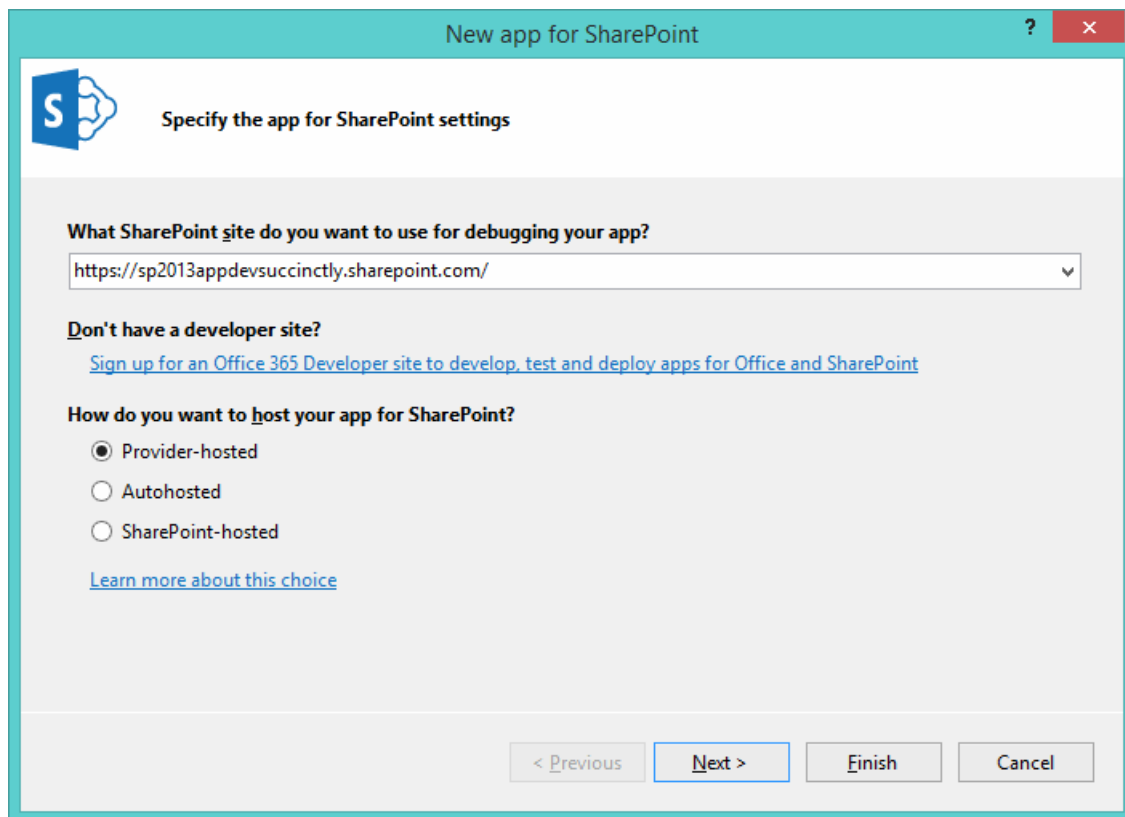 New app for SharePoint
?
S
Specify the app for SharePoint settings
What SharePoint site do you want to use for debugging your app?
https://sp2013appdevsuccinctly.sharepoint.com/
Don't have a developer site?
Sign up for an Office 365 Developer site to develop, test and deploy apps for Office and SharePoint
How do you want to host your app for SharePoint?
Provider-hosted
Autohosted
SharePoint-hosted
Learn more about this choice
< Previous Next > Finish Cancel